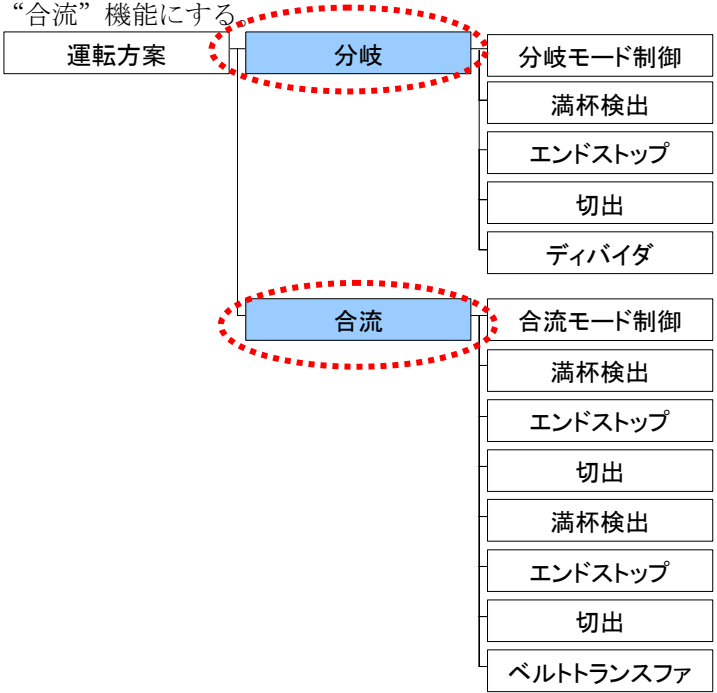 “合流”機能にする。
運転方案
分岐
分岐モード制御
満杯検出
エンドストップ
切出
ディバイダ
合流
合流モード制御
満杯検出
エンドストップ
切出
満杯検出
エンドストップ
切出
ベルトトランスファ